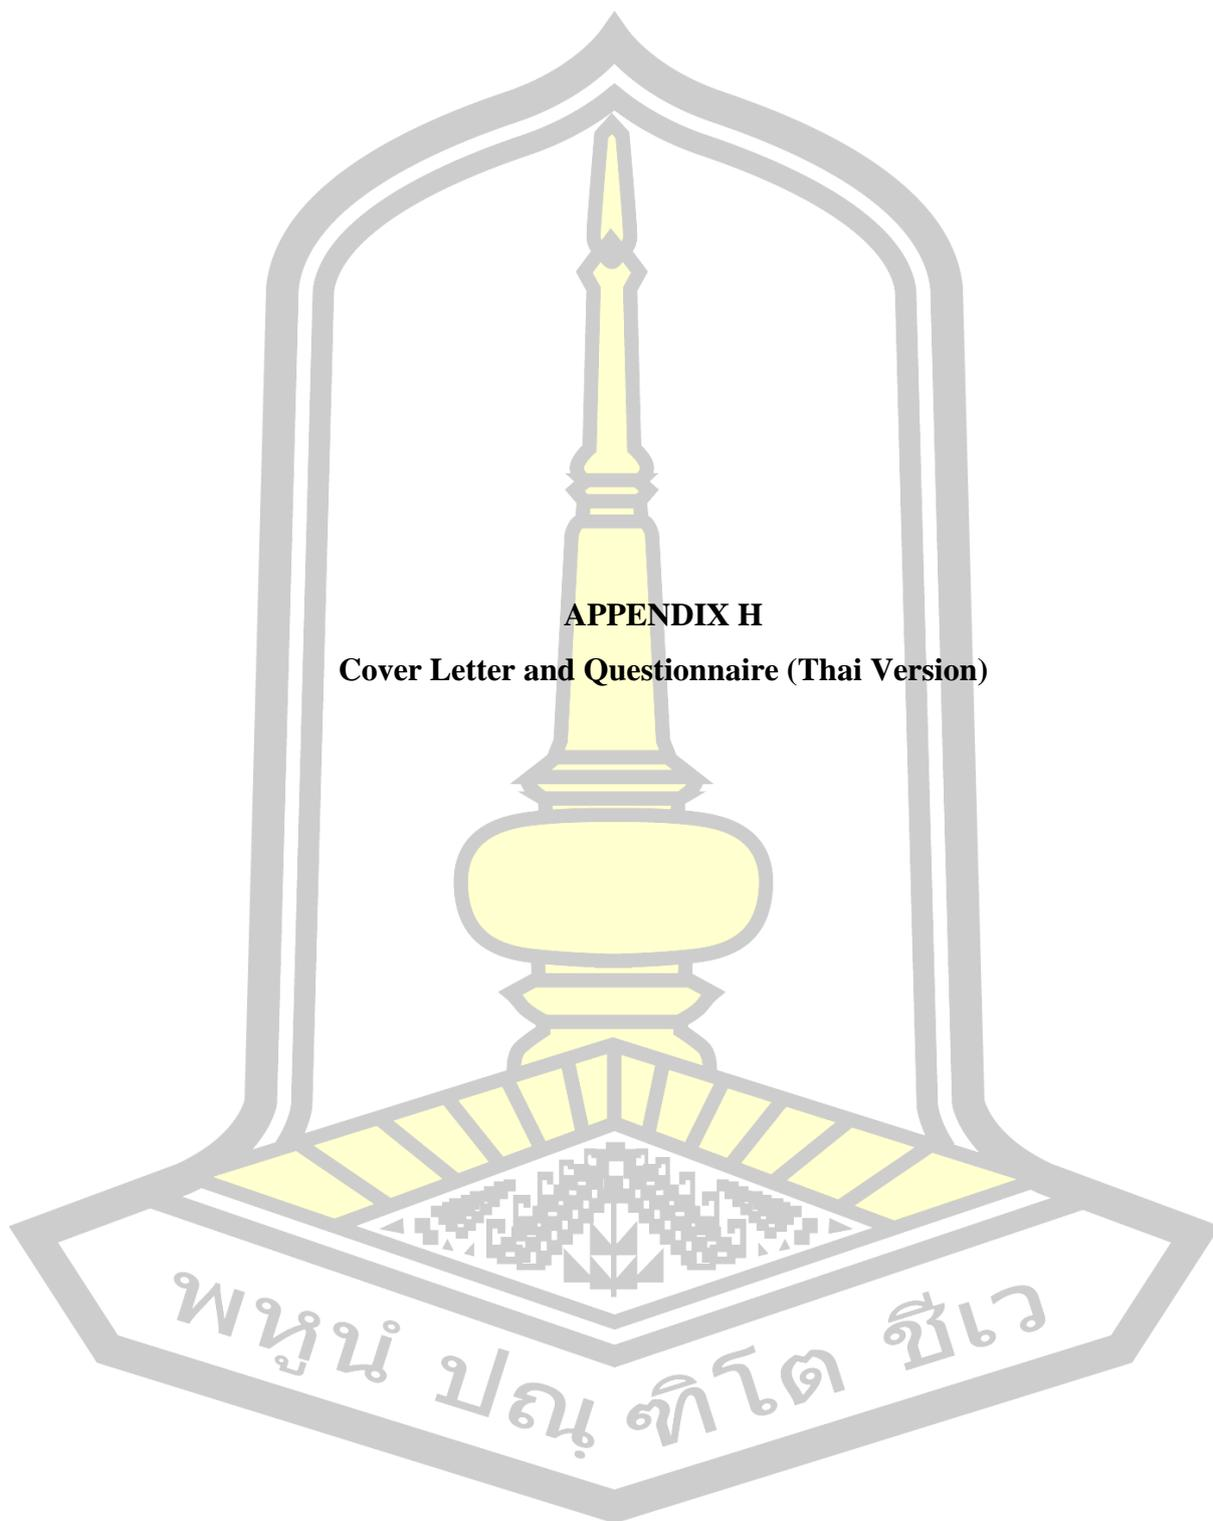 APPENDIX H
Cover Letter and Questionnaire (Thai Version)
พหูนํ ปณฺฑิโต ชีเว